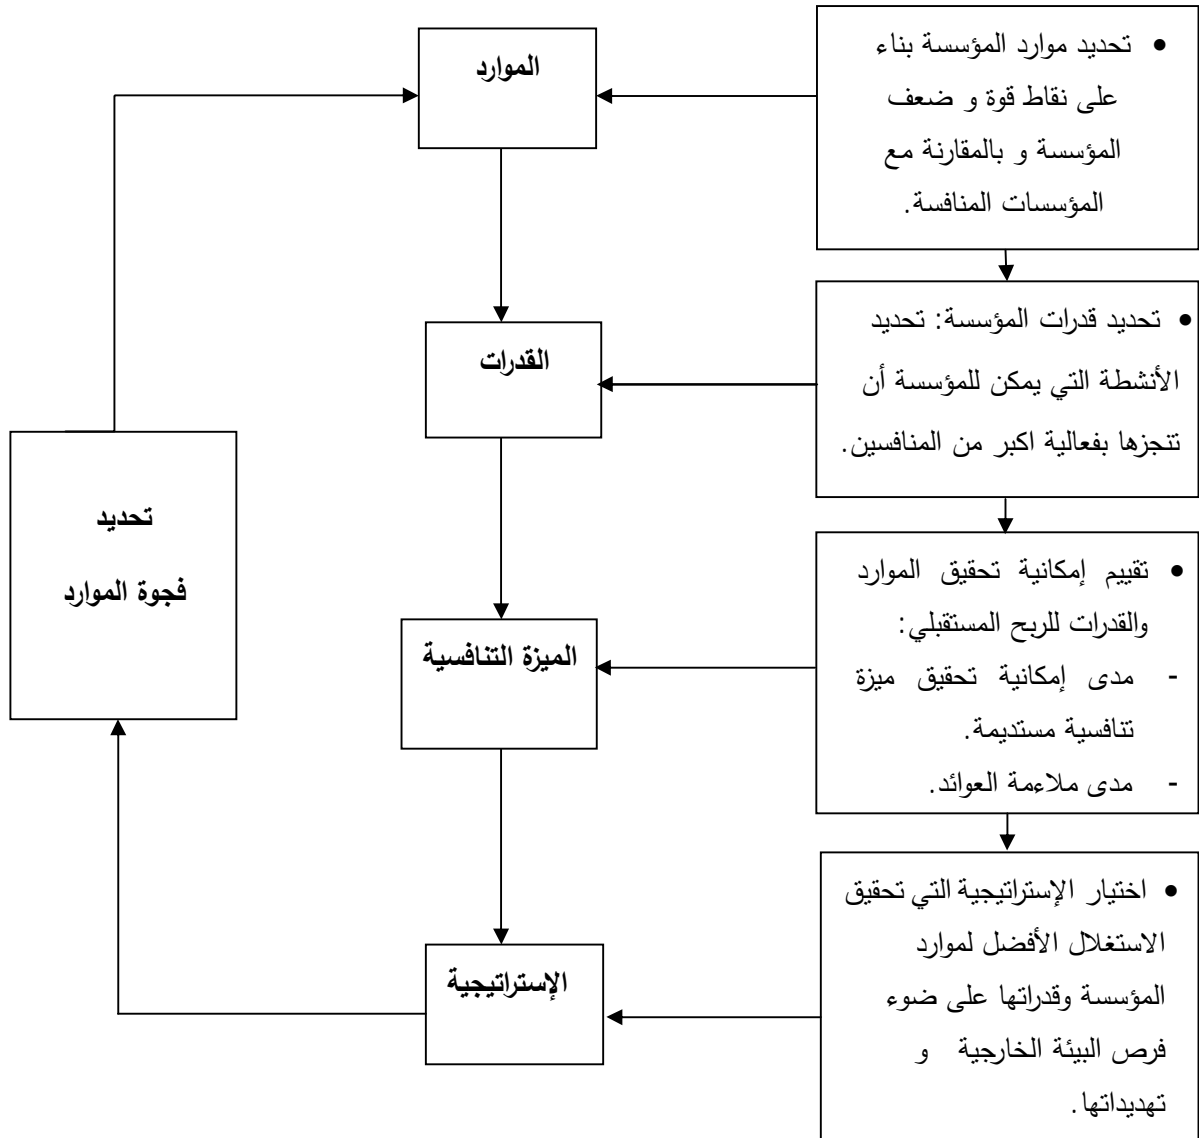 الموارد
• تحديد موارد المؤسسة بناء
على نقاط قوة و ضعف
المؤسسة و بالمقارنة مع
المؤسسات المنافسة.
القدرات
• تحديد قدرات المؤسسة: تحديد
الأنشطة التي يمكن للمؤسسة أن
تتجزها بفعالية اكبر من المنافسين.
تحديد
فجوة الموارد
الميزة التنافسية
• تقييم إمكانية تحقيق الموارد
والقدرات للربح المستقبلي:
- مدى إمكانية تحقيق ميزة
تنافسية مستديمة.
- مدى ملاءمة العوائد.
الإستراتيجية
• اختيار الإستراتيجية التي تحقيق
الاستغلال الأفضل لموارد
المؤسسة وقدراتها على ضوء
فرص البيئة الخارجية و
تهديداتها.